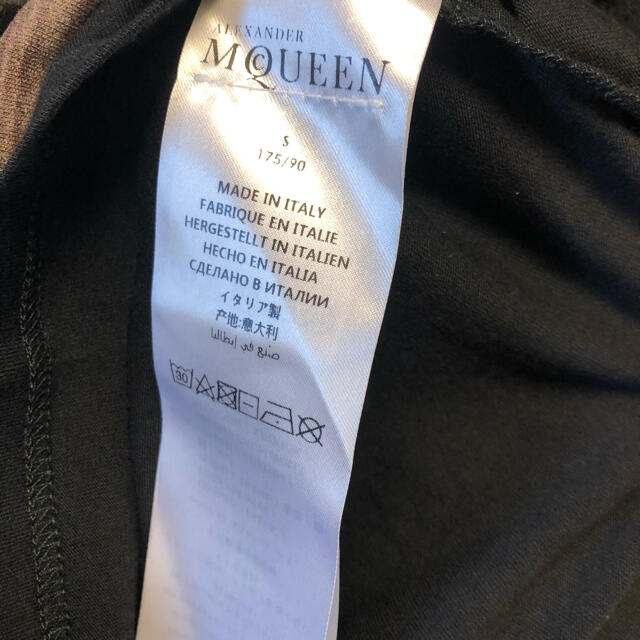 ALEXANDER
McQUEEN
S
175/90
MADE IN ITALY
FABRIQUE EN ITALIE
HERGESTELLT IN ITALIEN
HECHO EN ITALIA
СДЕЛАНО В ИТАЛИИ
イタリア製
产地:意大利
صنع في إيطاليا